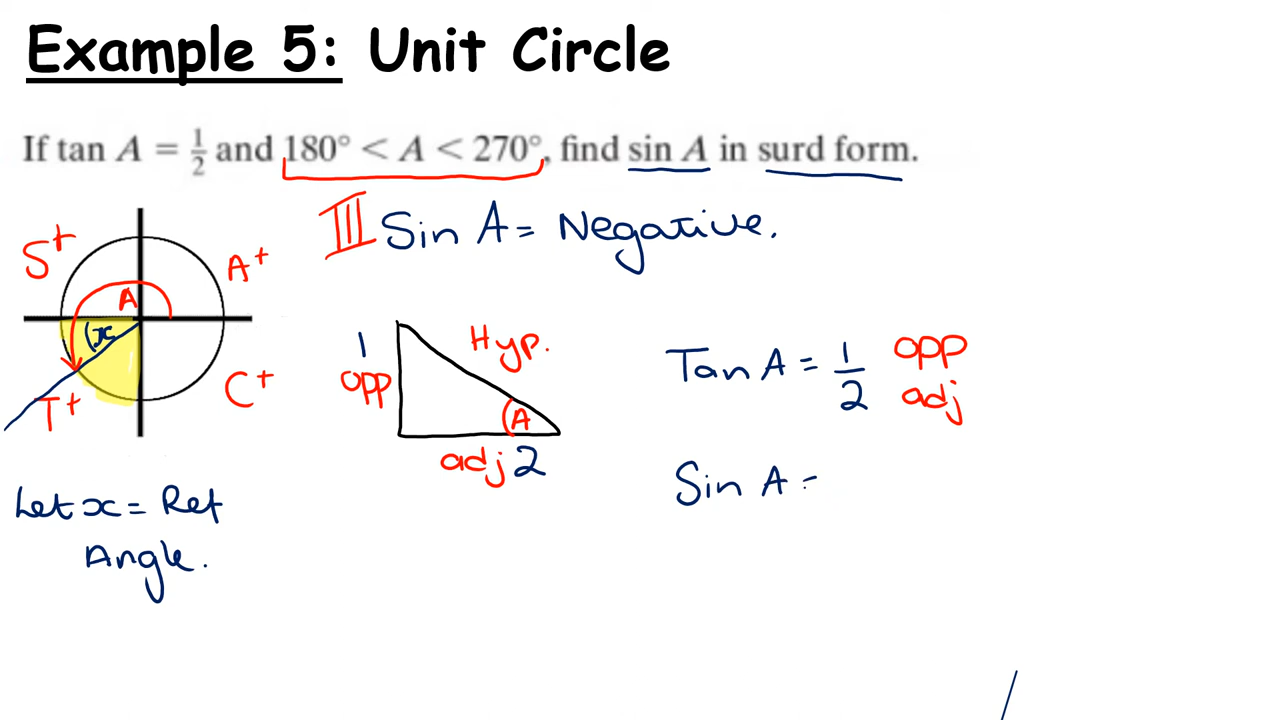 Example 5: Unit Circle
If tan A = 1/2 and 180° < A < 270°, find sin A in surd form.
III Sin A = Negative.
S+
A+
A
x
T+
C+
1
opp
Hyp.
A
adj 2
Tan A = 1/2 opp/adj
Sin A =
Let x = Ref
Angle.